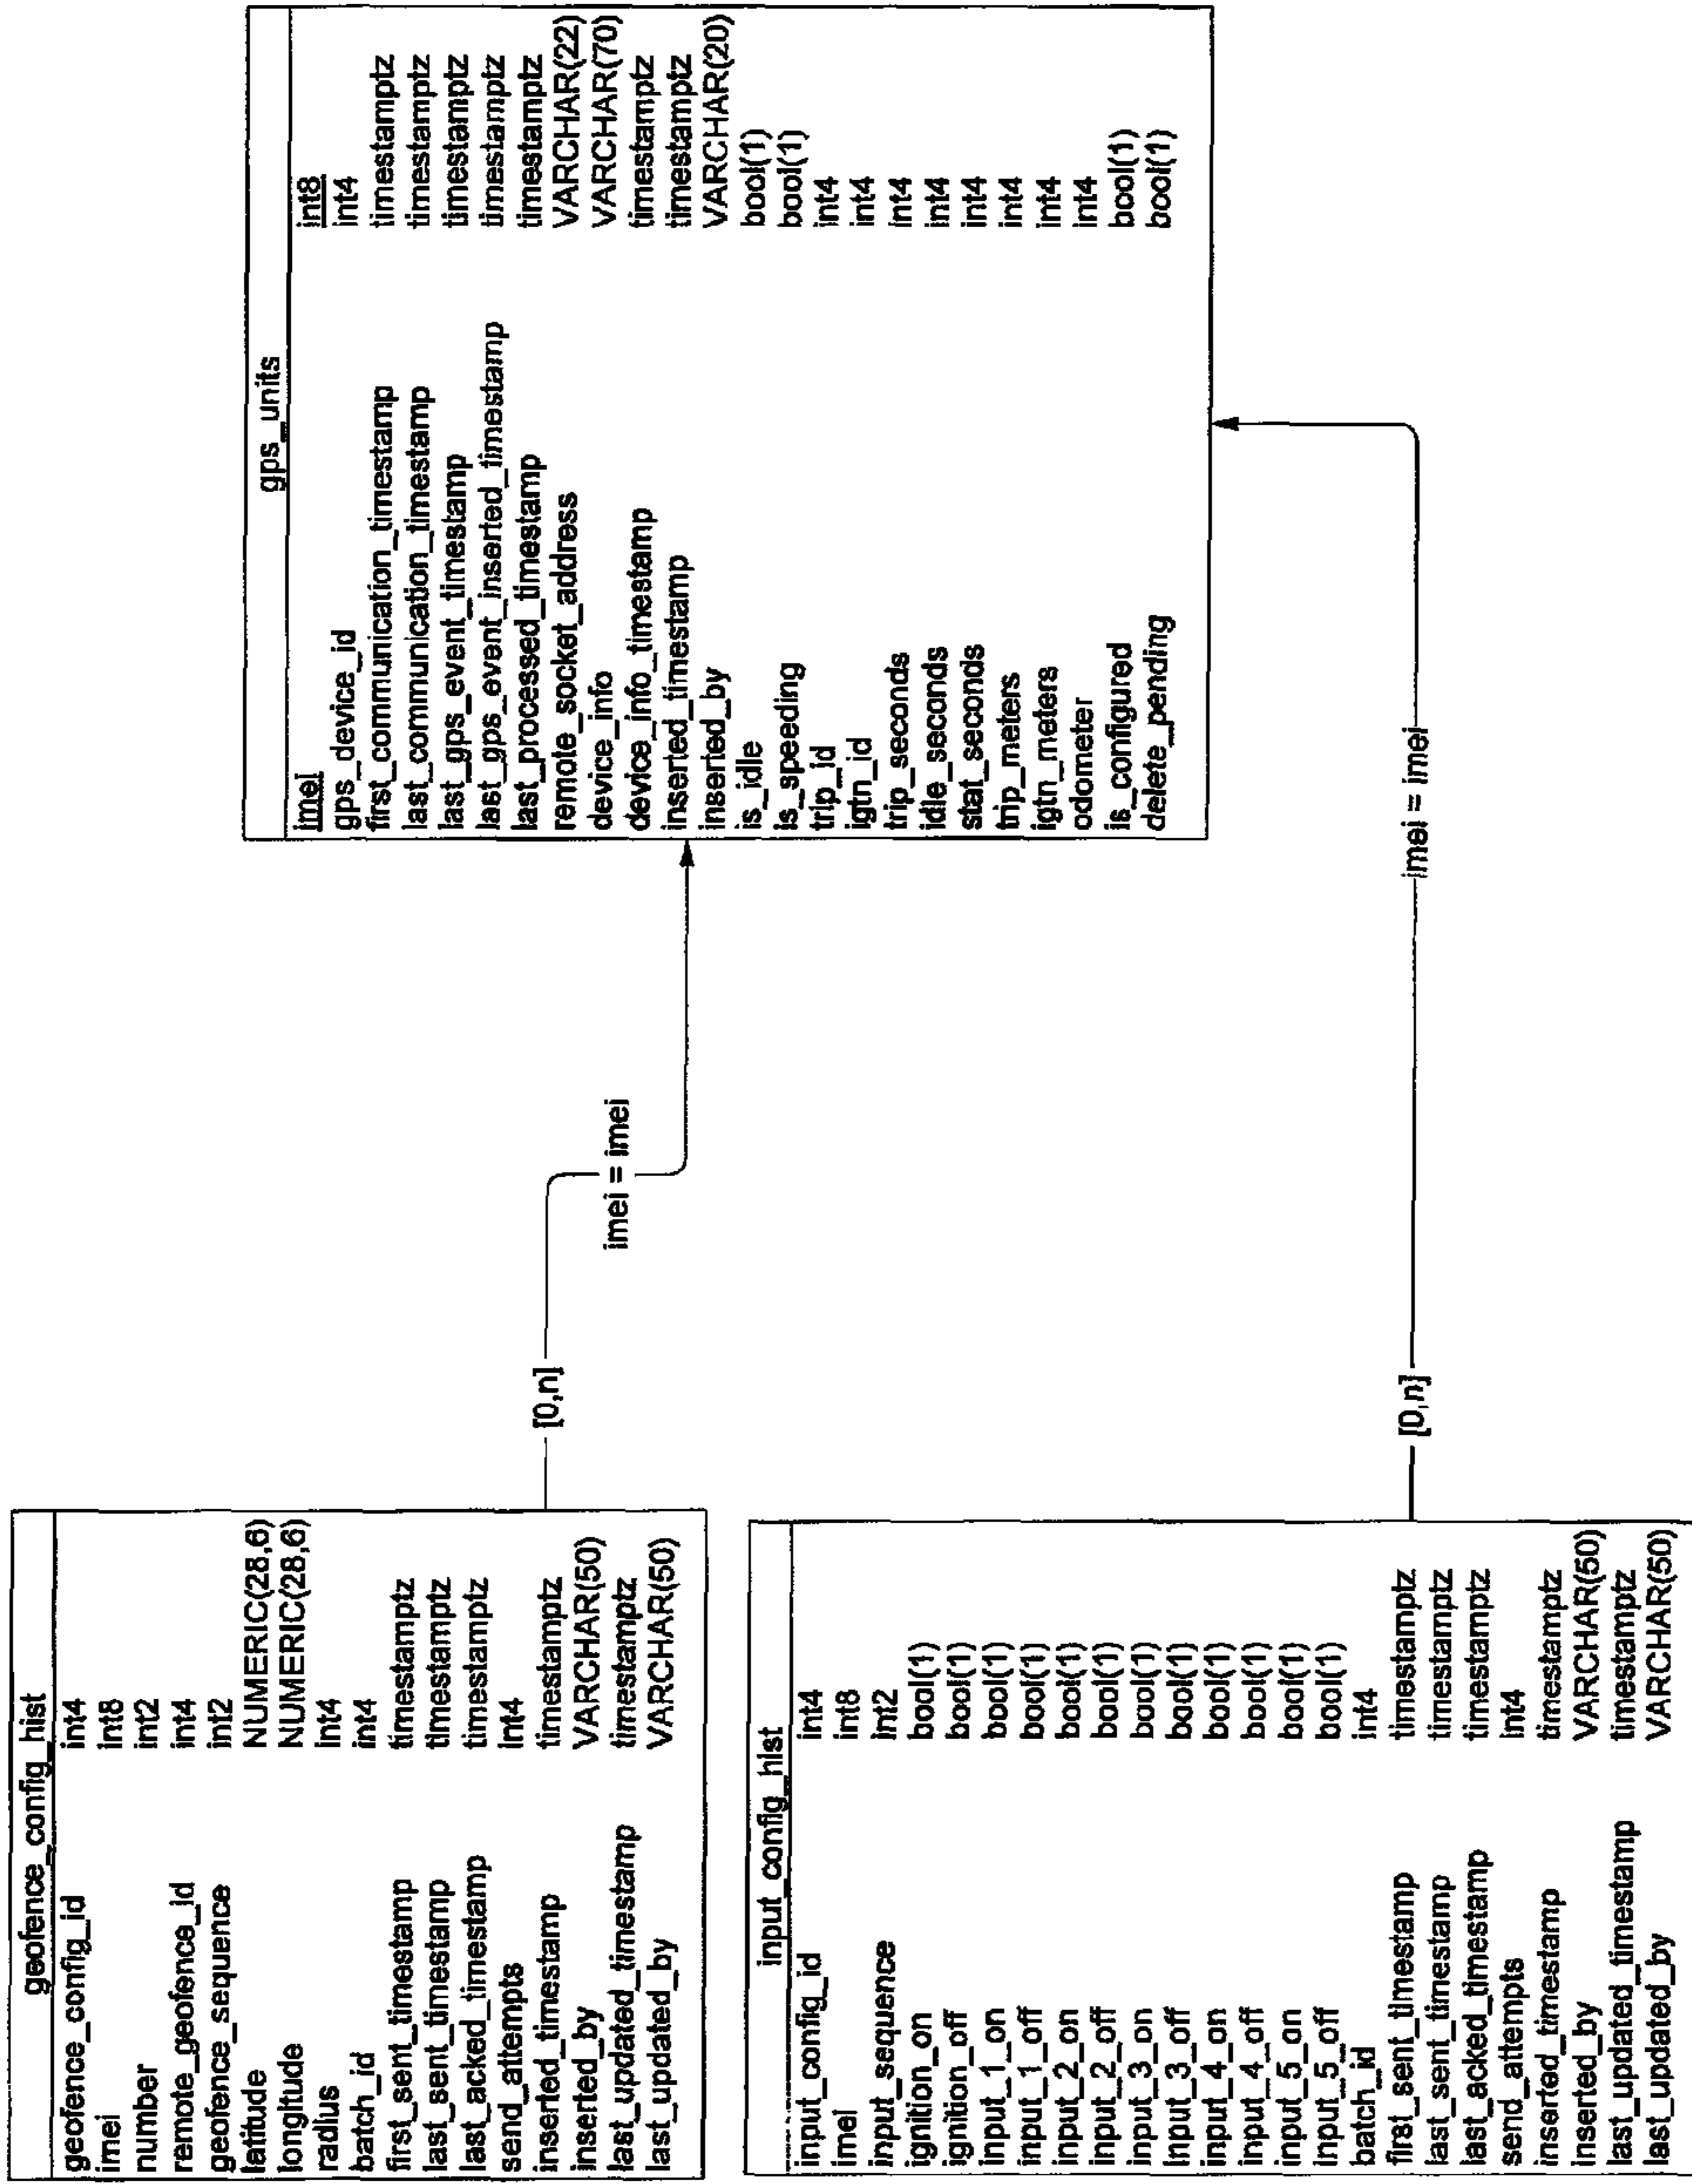 geofence_config_hist
geofence_config_id int4
imei int8
number int2
remote_geofence_id int4
geofence_sequence int2
latitude NUMERIC(28,6)
longitude NUMERIC(28,6)
radius int4
batch_id int4
first_sent_timestamp timestamptz
last_sent_timestamp timestamptz
last_acked_timestamp timestamptz
send_attempts int4
inserted_timestamp timestamptz
inserted_by VARCHAR(50)
last_updated_timestamp timestamptz
last_updated_by VARCHAR(50)
[0,n]
imei = imei
gps_units
imei int8
gps_device_id int4
first_communication_timestamp timestamptz
last_communication_timestamp timestamptz
last_gps_event_timestamp timestamptz
last_gps_event_inserted_timestamp timestamptz
last_processed_timestamp timestamptz
remote_socket_address VARCHAR(22)
device_info VARCHAR(70)
device_info_timestamp timestamptz
inserted_timestamp timestamptz
inserted_by VARCHAR(20)
is_idle bool(1)
is_speeding bool(1)
trip_id int4
igtn_id int4
trip_seconds int4
idle_seconds int4
stat_seconds int4
trip_meters int4
igtn_meters int4
odometer int4
is_configured bool(1)
delete_pending bool(1)
input_config_hist
input_config_id int4
imei int8
input_sequence int2
ignition_on bool(1)
ignition_off bool(1)
input_1_on bool(1)
input_1_off bool(1)
input_2_on bool(1)
input_2_off bool(1)
input_3_on bool(1)
input_3_off bool(1)
input_4_on bool(1)
input_4_off bool(1)
input_5_on bool(1)
input_5_off bool(1)
batch_id int4
first_sent_timestamp timestamptz
last_sent_timestamp timestamptz
last_acked_timestamp timestamptz
send_attempts int4
inserted_timestamp timestamptz
inserted_by VARCHAR(50)
last_updated_timestamp timestamptz
last_updated_by VARCHAR(50)
[0,n]
imei = imei